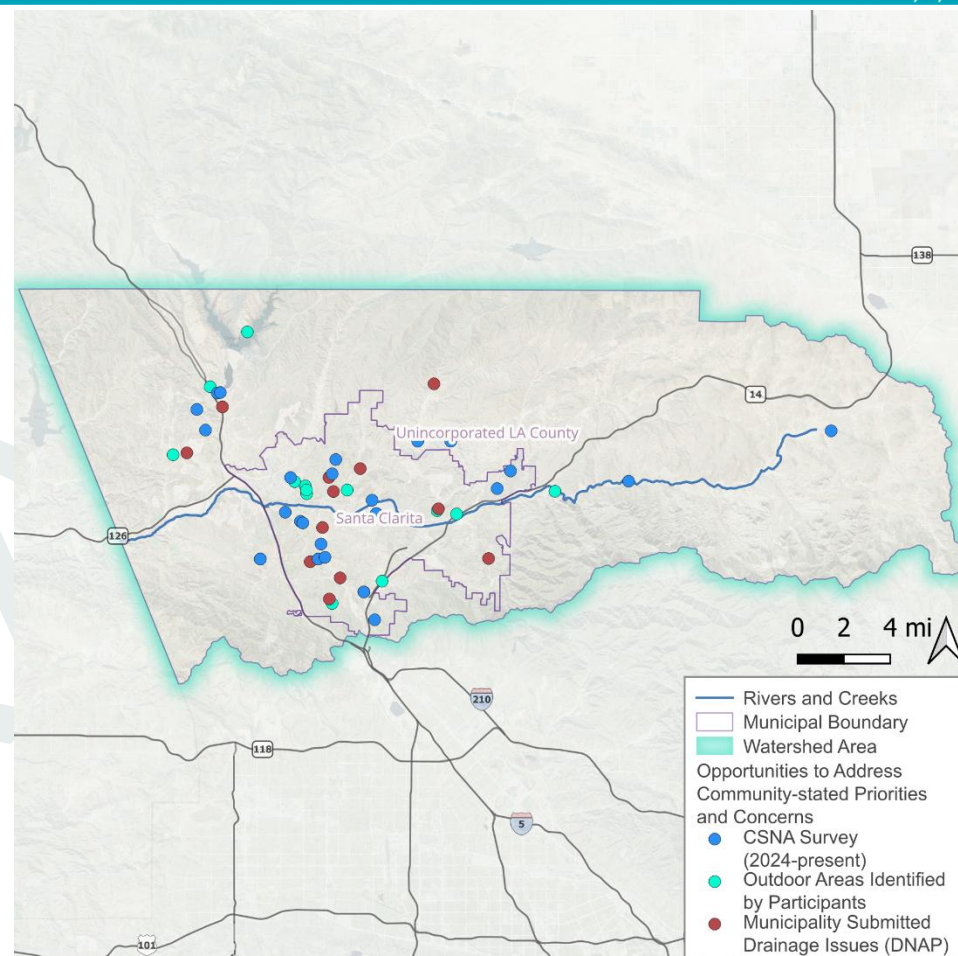 138
14
Unincorporated LA County
Santa Clarita
126
0 2 4 mi
210
118
5
101
Rivers and Creeks
Municipal Boundary
Watershed Area
Opportunities to Address
Community-stated Priorities
and Concerns
CSNA Survey
(2024-present)
Outdoor Areas Identified
by Participants
Municipality Submitted
Drainage Issues (DNAP)